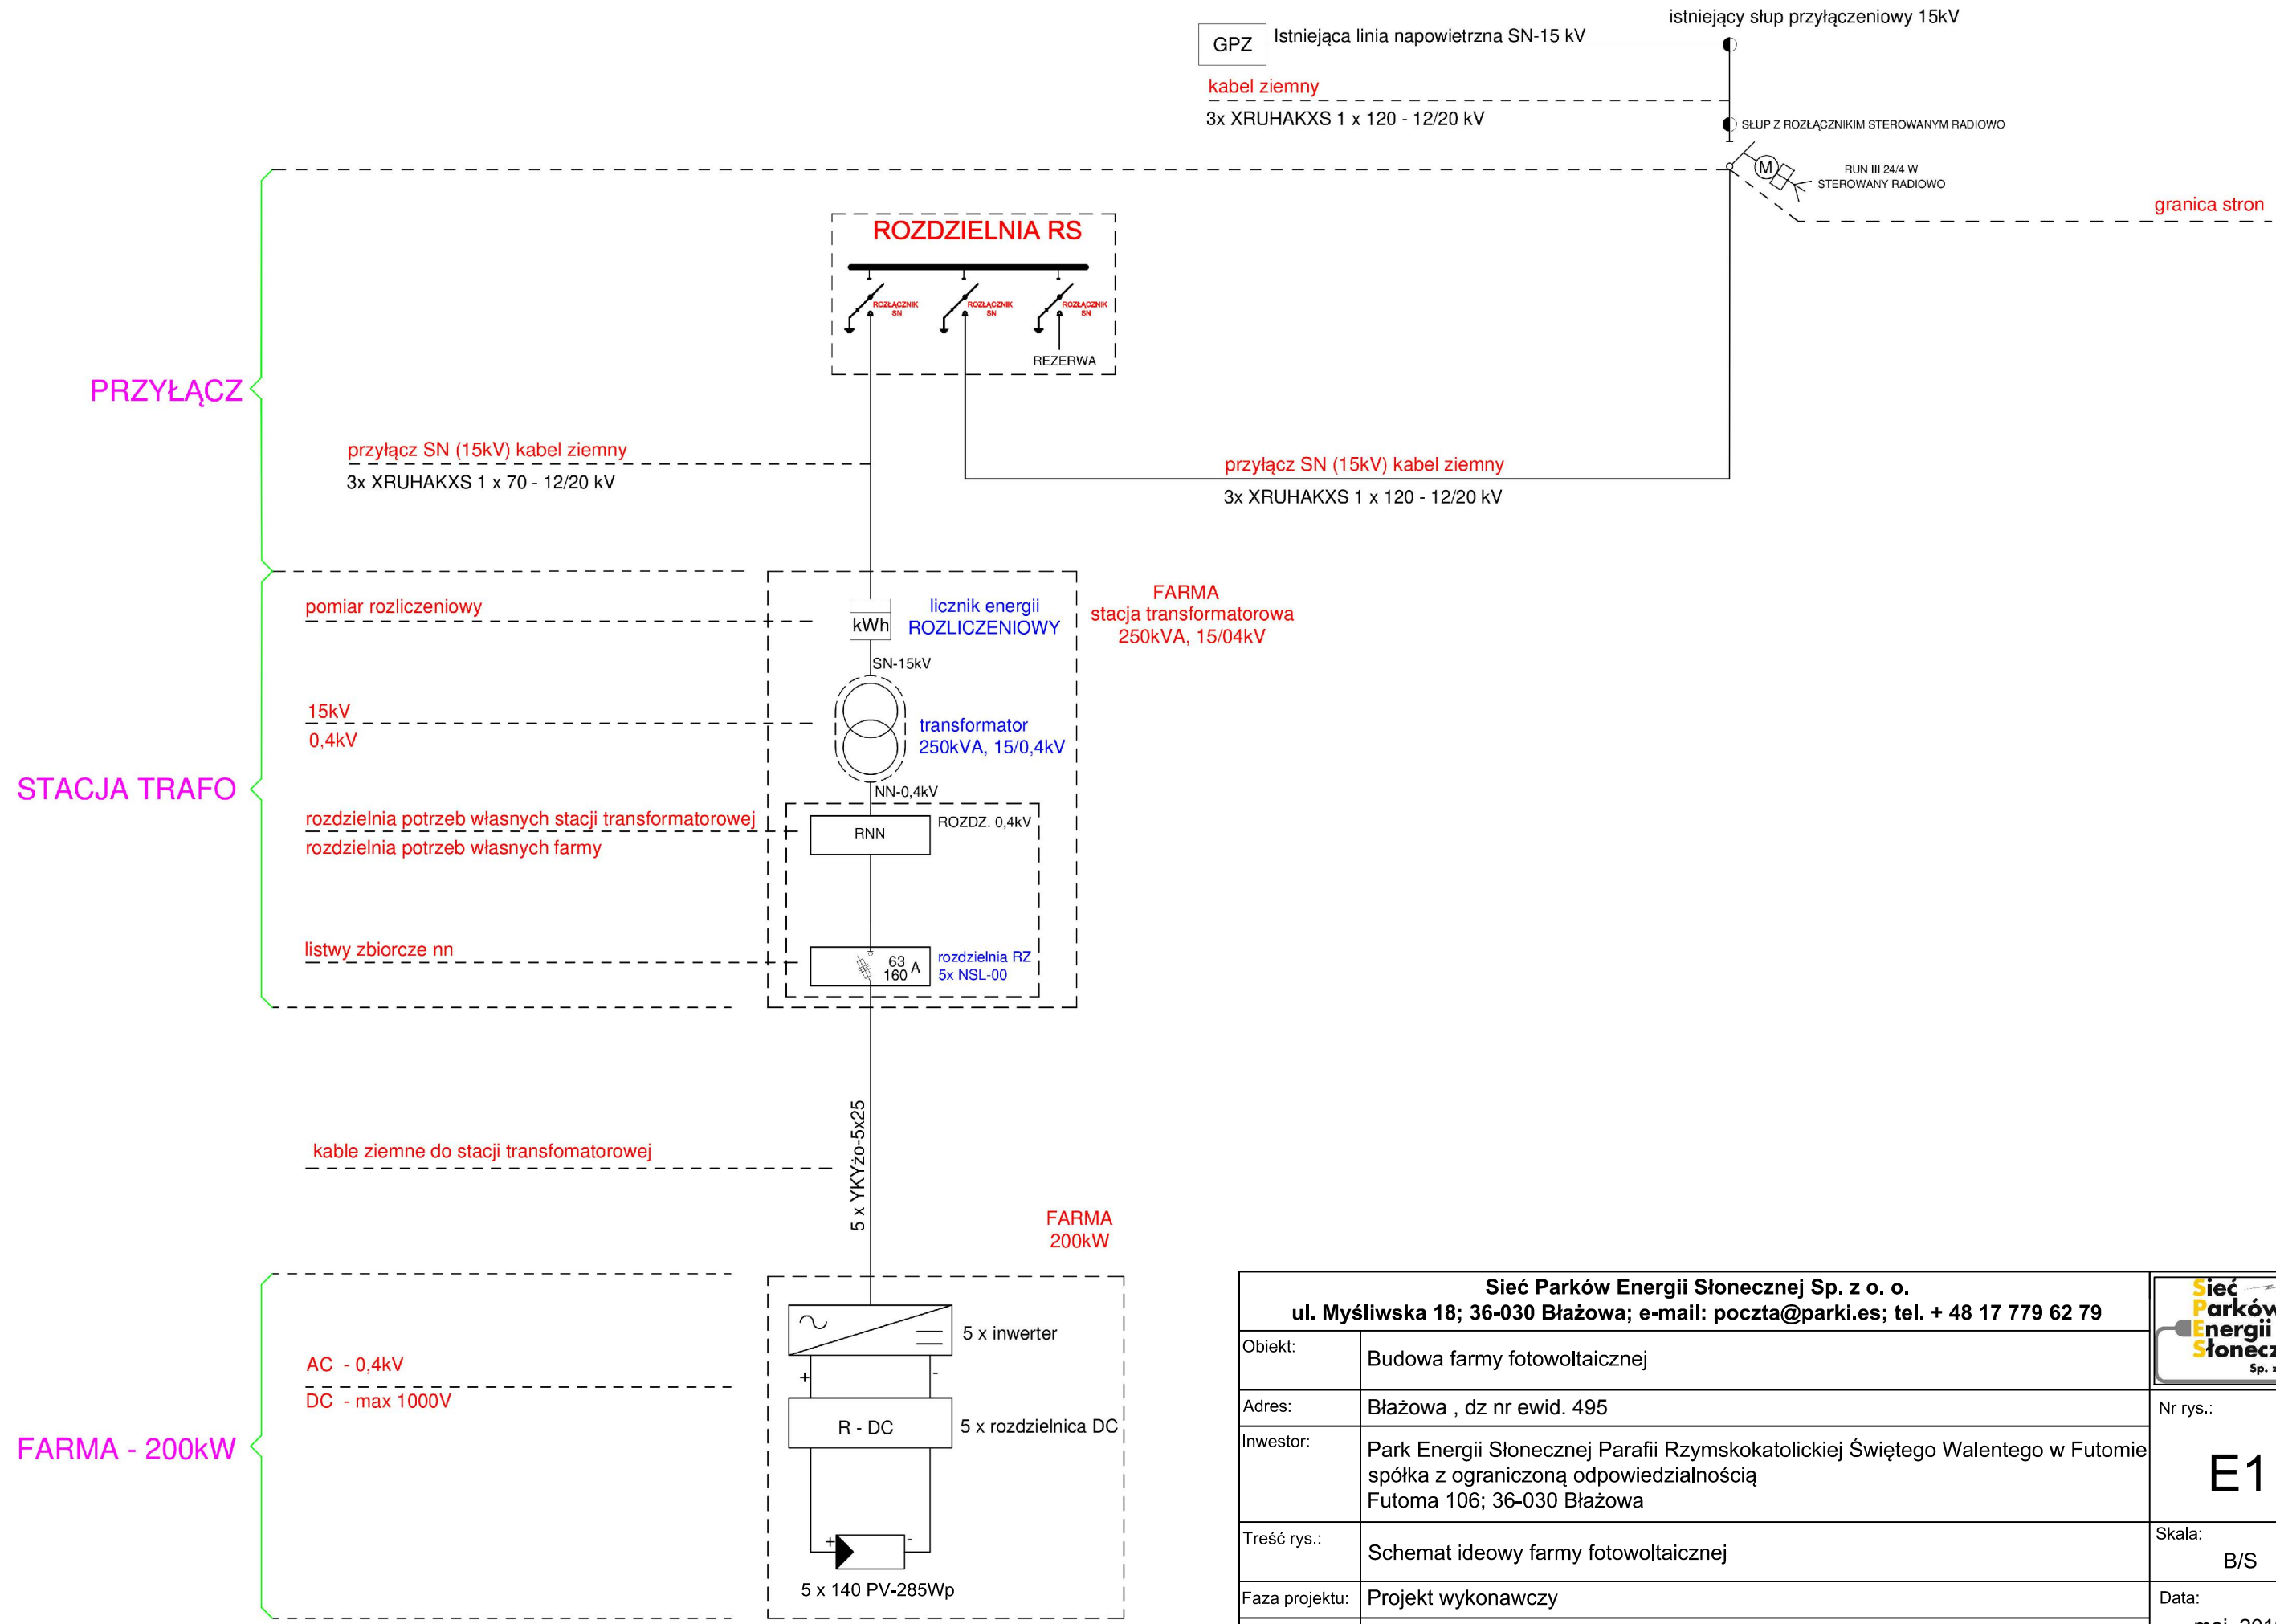 istniejący słup przyłączeniowy 15kV
GPZ
Istniejąca linia napowietrzna SN-15 kV
kabel ziemny
3x XRUHAKXS 1 x 120 - 12/20 kV
SŁUP Z ROZŁĄCZNIKIM STEROWANYM RADIOWO
M
RUN III 24/4 W
STEROWANY RADIOWO
granica stron
ROZDZIELNIA RS
ROZŁĄCZNIK
SN
ROZŁĄCZNIK
SN
ROZŁĄCZNIK
SN
REZERWA
PRZYŁĄCZ
przyłącz SN (15kV) kabel ziemny
3x XRUHAKXS 1 x 70 - 12/20 kV
przyłącz SN (15kV) kabel ziemny
3x XRUHAKXS 1 x 120 - 12/20 kV
FARMA
stacja transformatorowa
250kVA, 15/04kV
pomiar rozliczeniowy
kWh
licznik energii
ROZLICZENIOWY
SN-15kV
15kV
0,4kV
transformator
250kVA, 15/0,4kV
STACJA TRAFO
NN-0,4kV
rozdzielnia potrzeb własnych stacji transformatorowej
rozdzielnia potrzeb własnych farmy
RNN
ROZDZ. 0,4kV
listwy zbiorcze nn
63
160 A
rozdzielnia RZ
5x NSL-00
kable ziemne do stacji transfomatorowej
5 x YKYżo-5x25
FARMA
200kW
5 x inwerter
AC - 0,4kV
DC - max 1000V
+
-
R - DC
5 x rozdzielnica DC
FARMA - 200kW
+
-
5 x 140 PV-285Wp
Sieć Parków Energii Słonecznej Sp. z o. o.
ul. Myśliwska 18; 36-030 Błażowa; e-mail: poczta@parki.es; tel. + 48 17 779 62 79
Sieć
Parków
Energii
Słonecz
Sp. z
Obiekt:
Budowa farmy fotowoltaicznej
Adres:
Błażowa , dz nr ewid. 495
Nr rys.:
E1
Inwestor:
Park Energii Słonecznej Parafii Rzymskokatolickiej Świętego Walentego w Futomie
spółka z ograniczoną odpowiedzialnością
Futoma 106; 36-030 Błażowa
Treść rys.:
Schemat ideowy farmy fotowoltaicznej
Skala:
B/S
Faza projektu:
Projekt wykonawczy
Data: